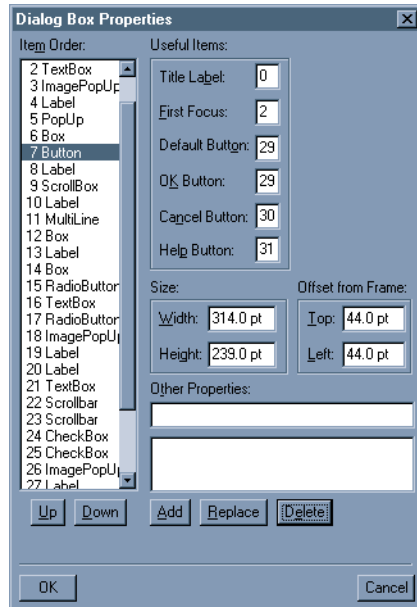 Dialog Box Properties
Item Order:
2 TextBox
3 ImagePopUp
4 Label
5 PopUp
6 Box
7 Button
8 Label
9 ScrollBox
10 Label
11 MultiLine
12 Box
13 Label
14 Box
15 RadioButton
16 TextBox
17 RadioButton
18 ImagePopU
19 Label
20 Label
21 TextBox
22 Scrollbar
23 Scrollbar
24 CheckBox
25 CheckBox
26 ImagePopU
27 Label
Up Down
Useful Items:
Title Label: 0
First Focus: 2
Default Button: 29
OK Button: 29
Cancel Button: 30
Help Button: 31
Size:
Width: 314.0 pt
Height: 239.0 pt
Offset from Frame:
Top: 44.0 pt
Left: 44.0 pt
Other Properties:
Add Replace Delete
OK Cancel